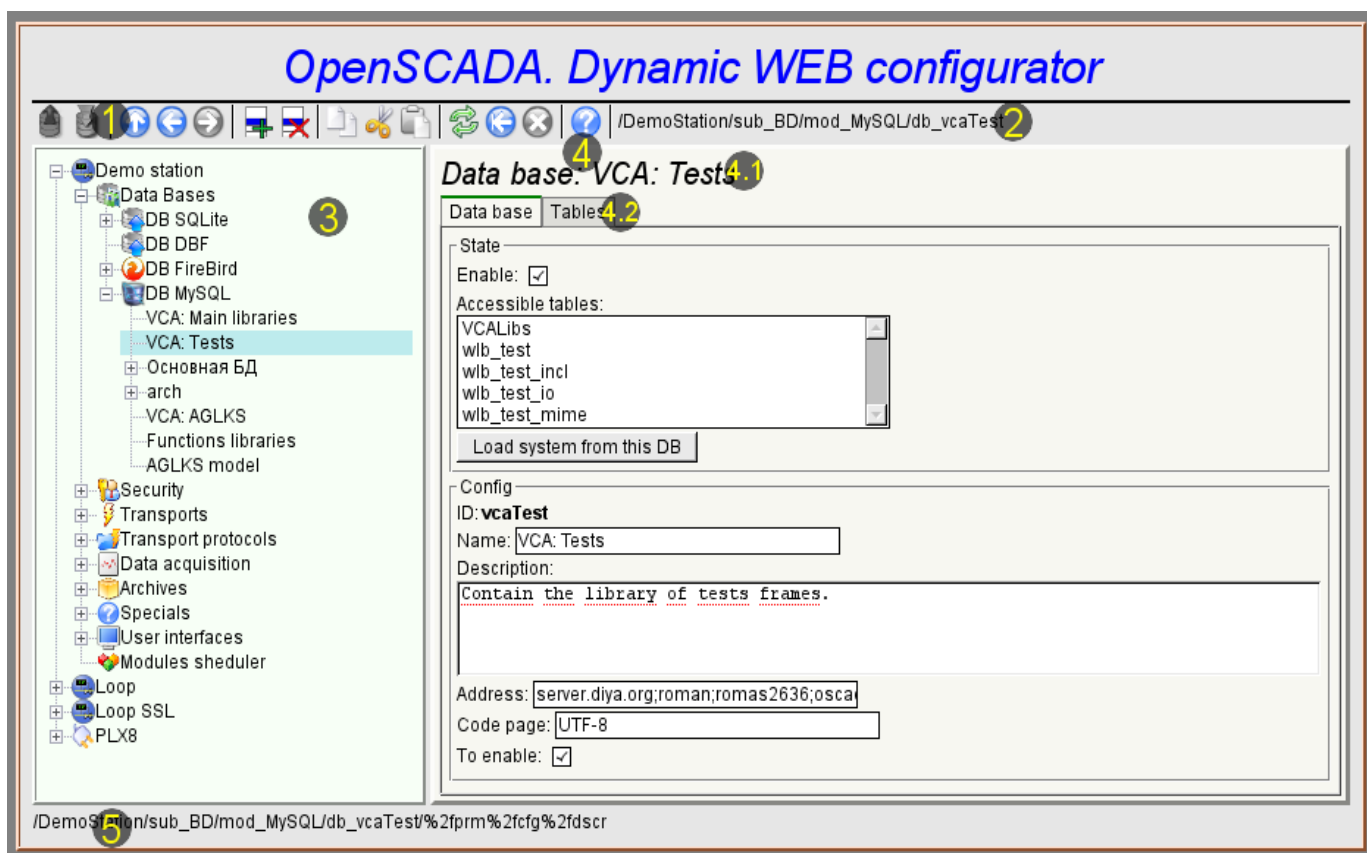 OpenSCADA. Dynamic WEB configurator
1
/DemoStation/sub_BD/mod_MySQL/db_vcaTest
2
4
Demo station
Data Bases
DB SQLite
DB DBF
DB FireBird
DB MySQL
VCA: Main libraries
VCA: Tests
Основная БД
arch
VCA: AGLKS
Functions libraries
AGLKS model
Security
Transports
Transport protocols
Data acquisition
Archives
Specials
User interfaces
Modules sheduler
Loop
Loop SSL
PLX8
3
Data base: VCA: Tests
4.1
Data base
Tables
4.2
State
Enable:
Accessible tables:
VCALibs
wlb_test
wlb_test_incl
wlb_test_io
wlb_test_mime
Load system from this DB
Config
ID: vcaTest
Name: VCA: Tests
Description:
Contain the library of tests frames.
Address: server.diya.org;roman;romas2636;osca
Code page: UTF-8
To enable:
/DemoStation/sub_BD/mod_MySQL/db_vcaTest/%2fprm%2fcfg%2fdscr
5